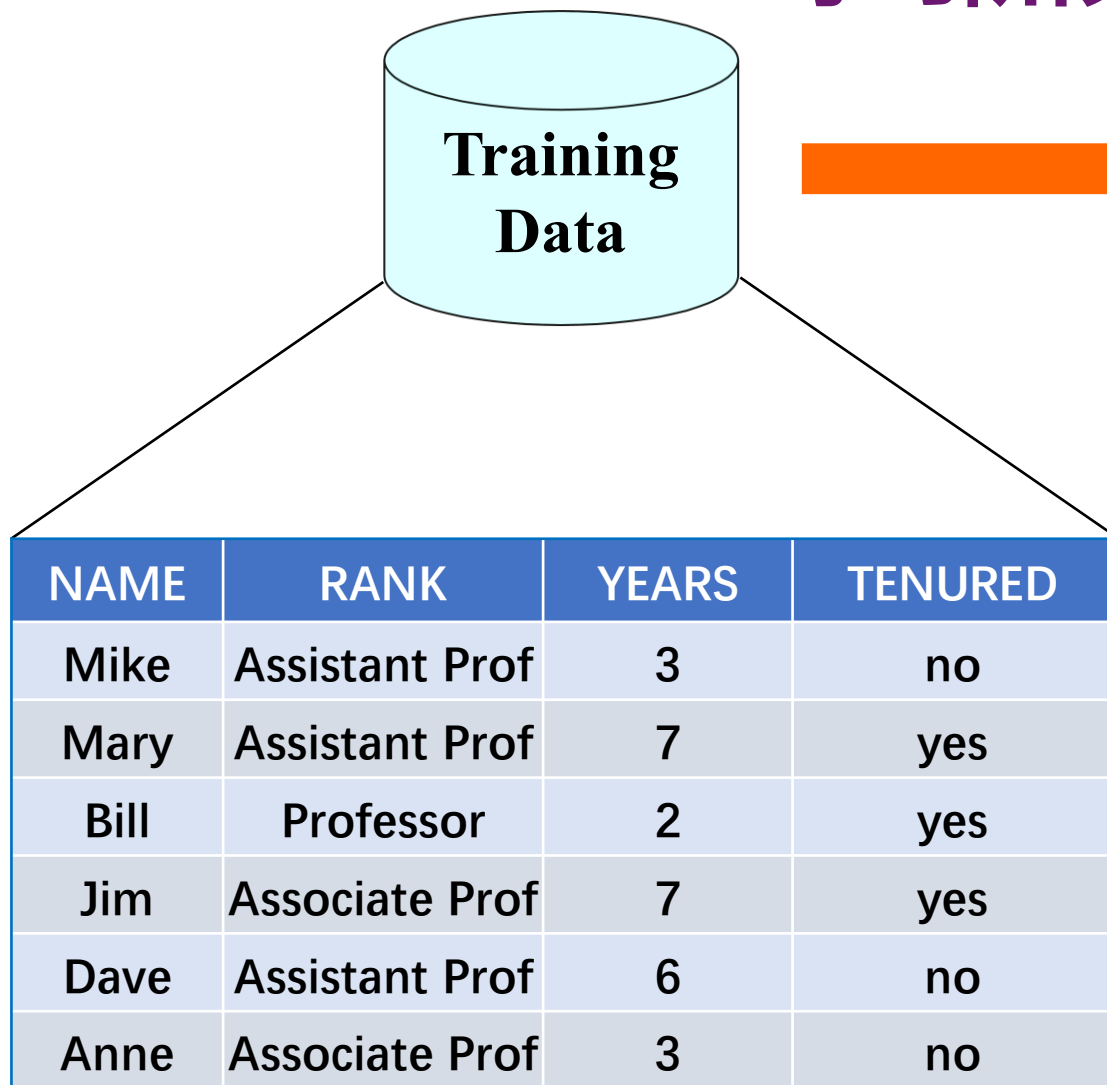 Training
Data
NAME RANK YEARS TENURED
Mike Assistant Prof 3 no
Mary Assistant Prof 7 yes
Bill Professor 2 yes
Jim Associate Prof 7 yes
Dave Assistant Prof 6 no
Anne Associate Prof 3 no